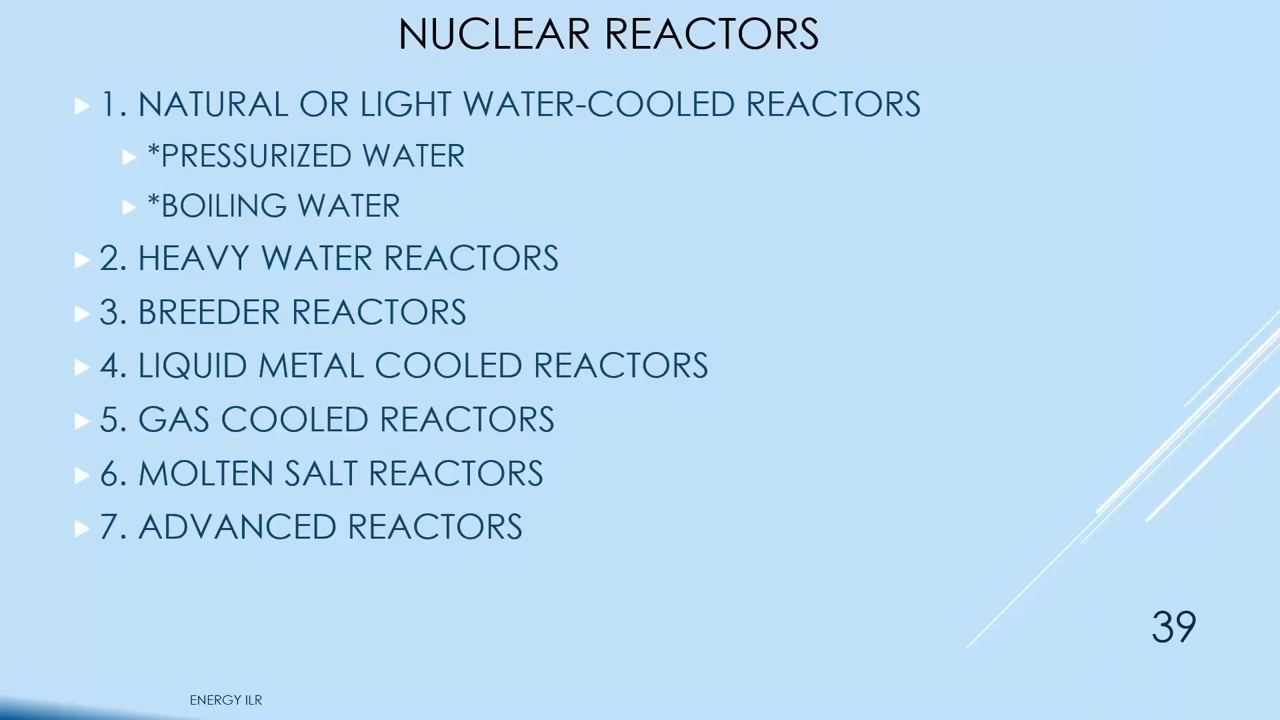 NUCLEAR REACTORS
1. NATURAL OR LIGHT WATER-COOLED REACTORS
*PRESSURIZED WATER
*BOILING WATER
2. HEAVY WATER REACTORS
3. BREEDER REACTORS
4. LIQUID METAL COOLED REACTORS
5. GAS COOLED REACTORS
6. MOLTEN SALT REACTORS
7. ADVANCED REACTORS
39
ENERGY ILR